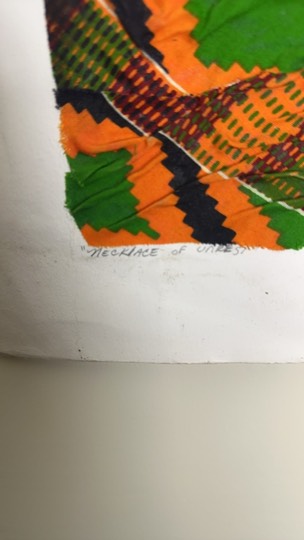 "NECKLACE of UNREST"